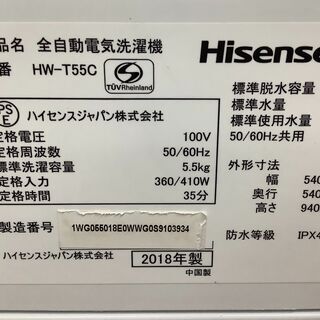 品名 全自動電気洗濯機
番 HW-T55C
TÜVRheinland
Hisense
PS
E
ハイセンスジャパン株式会社
定格電圧 100V
定格周波数 50/60Hz
標準洗濯容量 5.5kg
定格入力 360/410W
定格時間 35分
製造番号 1WG055018E0WWG0S9103934
ハイセンスジャパン株式会社 2018年製
中国製
標準脱水容量
標準水量
標準使用水量
50/60Hz共用
外形寸法
幅 540
奥行 540
高さ 940
防水等級 IPX4